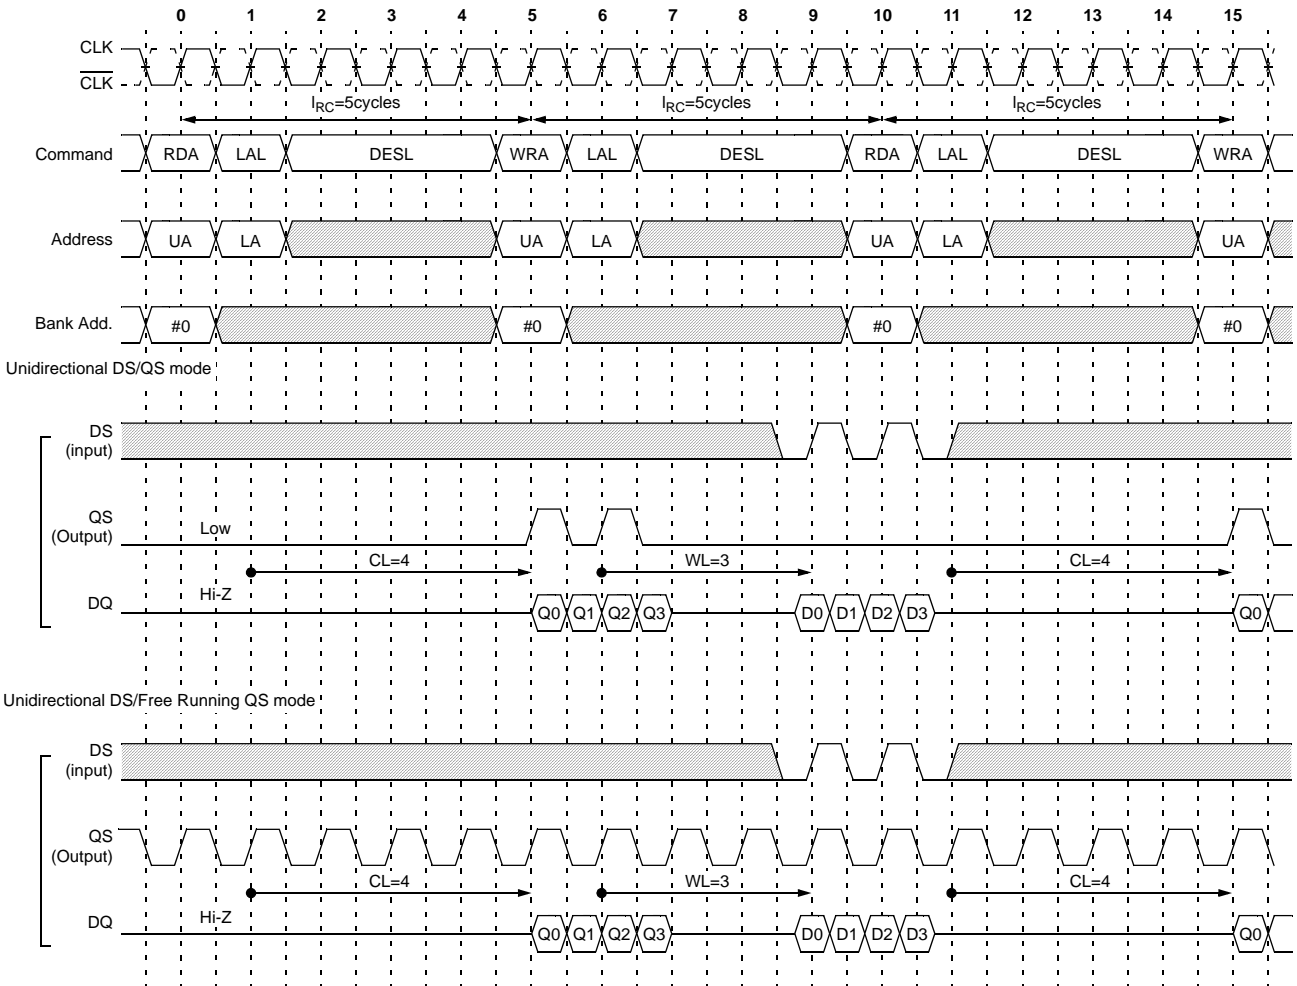 0 1 2 3 4 5 6 7 8 9 10 11 12 13 14 15
CLK
CLK
IRC=5cycles IRC=5cycles IRC=5cycles
Command RDA LAL DESL WRA LAL DESL RDA LAL DESL WRA
Address UA LA UA LA UA LA UA
Bank Add. #0 #0 #0 #0
Unidirectional DS/QS mode
DS
(input)
QS
(Output) Low
CL=4 WL=3 CL=4
DQ Hi-Z Q0 Q1 Q2 Q3 D0 D1 D2 D3 Q0
Unidirectional DS/Free Running QS mode
DS
(input)
QS
(Output)
CL=4 WL=3 CL=4
DQ Hi-Z Q0 Q1 Q2 Q3 D0 D1 D2 D3 Q0